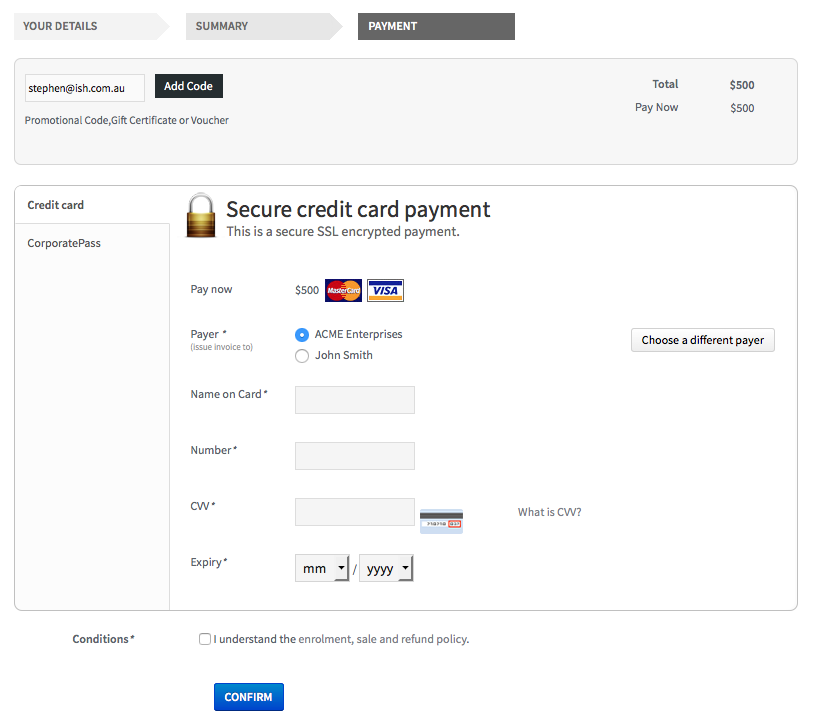 YOUR DETAILS
SUMMARY
PAYMENT
stephen@ish.com.au
Add Code
Total $500
Promotional Code,Gift Certificate or Voucher
Pay Now $500
Credit card
CorporatePass
Secure credit card payment
This is a secure SSL encrypted payment.
Pay now $500 MasterCard VISA
Payer *
(issue invoice to)
ACME Enterprises
John Smith
Choose a different payer
Name on Card*
Number*
CVV*
What is CVV?
Expiry*
mm / yyyy
Conditions* I understand the enrolment, sale and refund policy.
CONFIRM